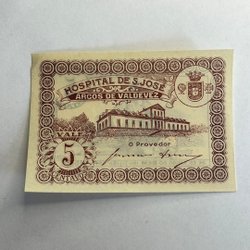 HOSPITAL DE S. JOSÉ
ARCOS DE VALDEVEZ
O Provedor
5